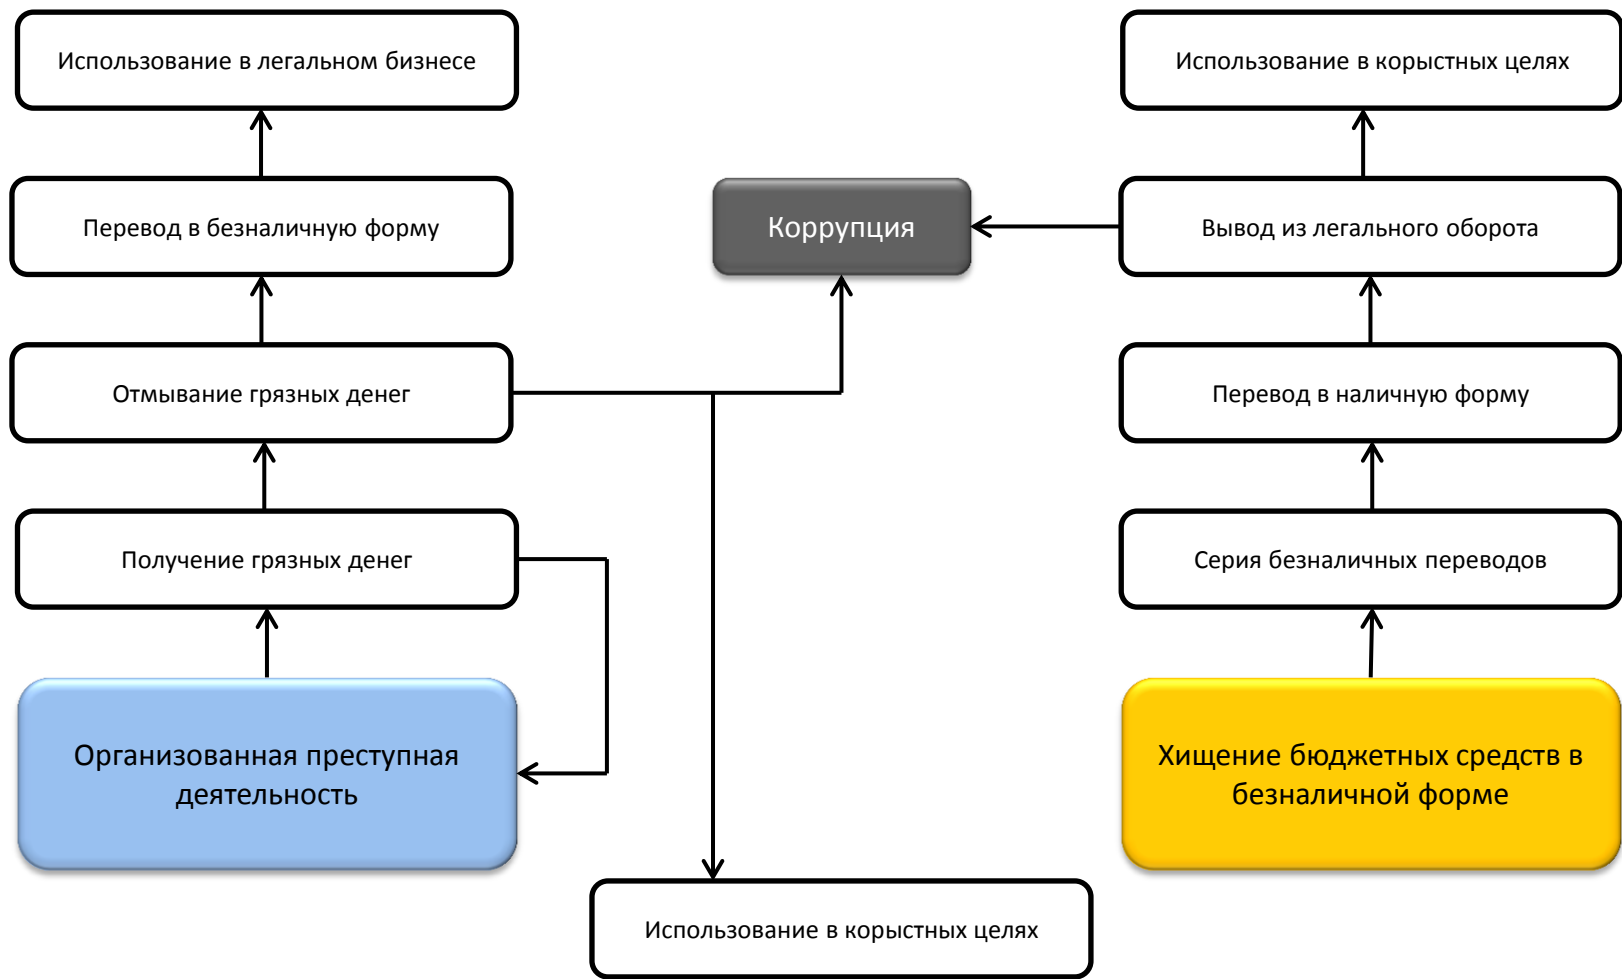 Использование в легальном бизнесе
Использование в корыстных целях
Перевод в безналичную форму
Коррупция
Вывод из легального оборота
Отмывание грязных денег
Перевод в наличную форму
Получение грязных денег
Серия безналичных переводов
Организованная преступная
деятельность
Хищение бюджетных средств в
безналичной форме
Использование в корыстных целях